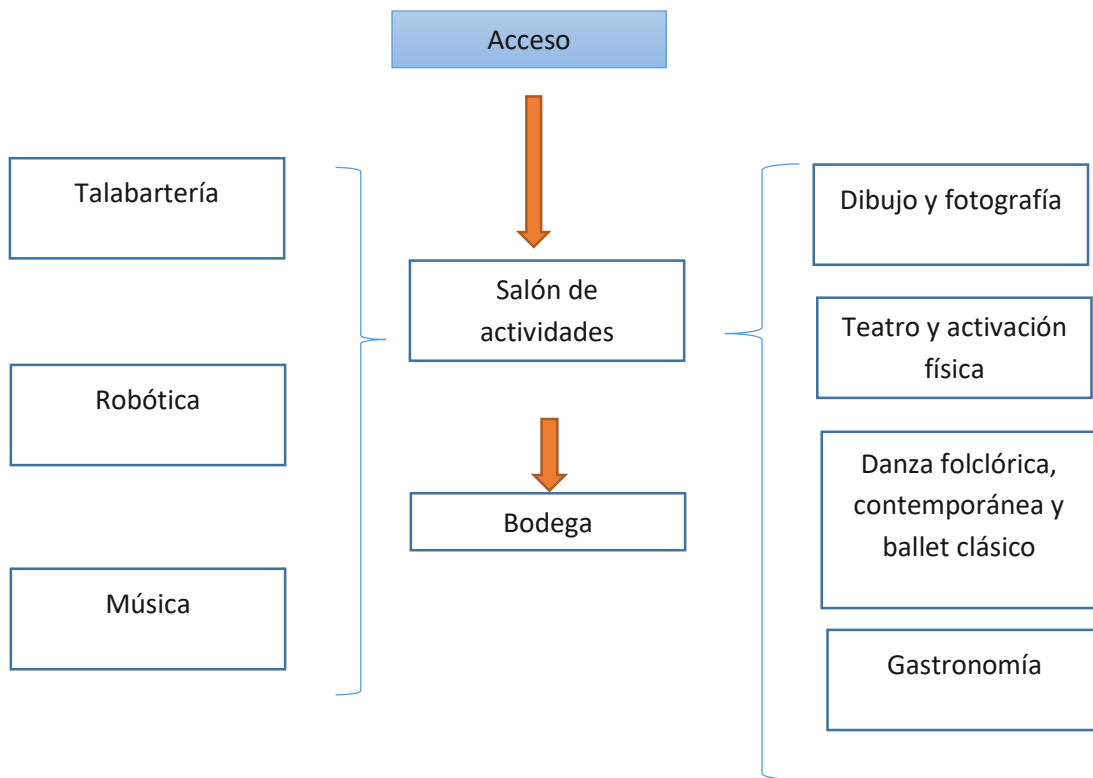 Acceso
Talabartería
Robótica
Música
Salón de
actividades
Bodega
Dibujo y fotografía
Teatro y activación
física
Danza folclórica,
contemporánea y
ballet clásico
Gastronomía